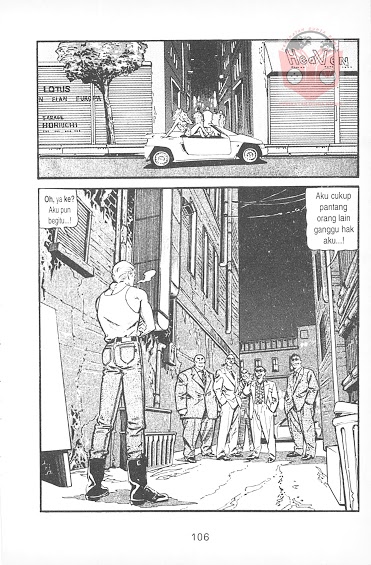 HeaVeN
LOTUS
N ELAN EUROPA
GARAGE
HORIUCHI
Aku cukup
pantang
orang lain
ganggu hak
aku...!
Oh, ya ke?
Aku pun
begitu...!
106